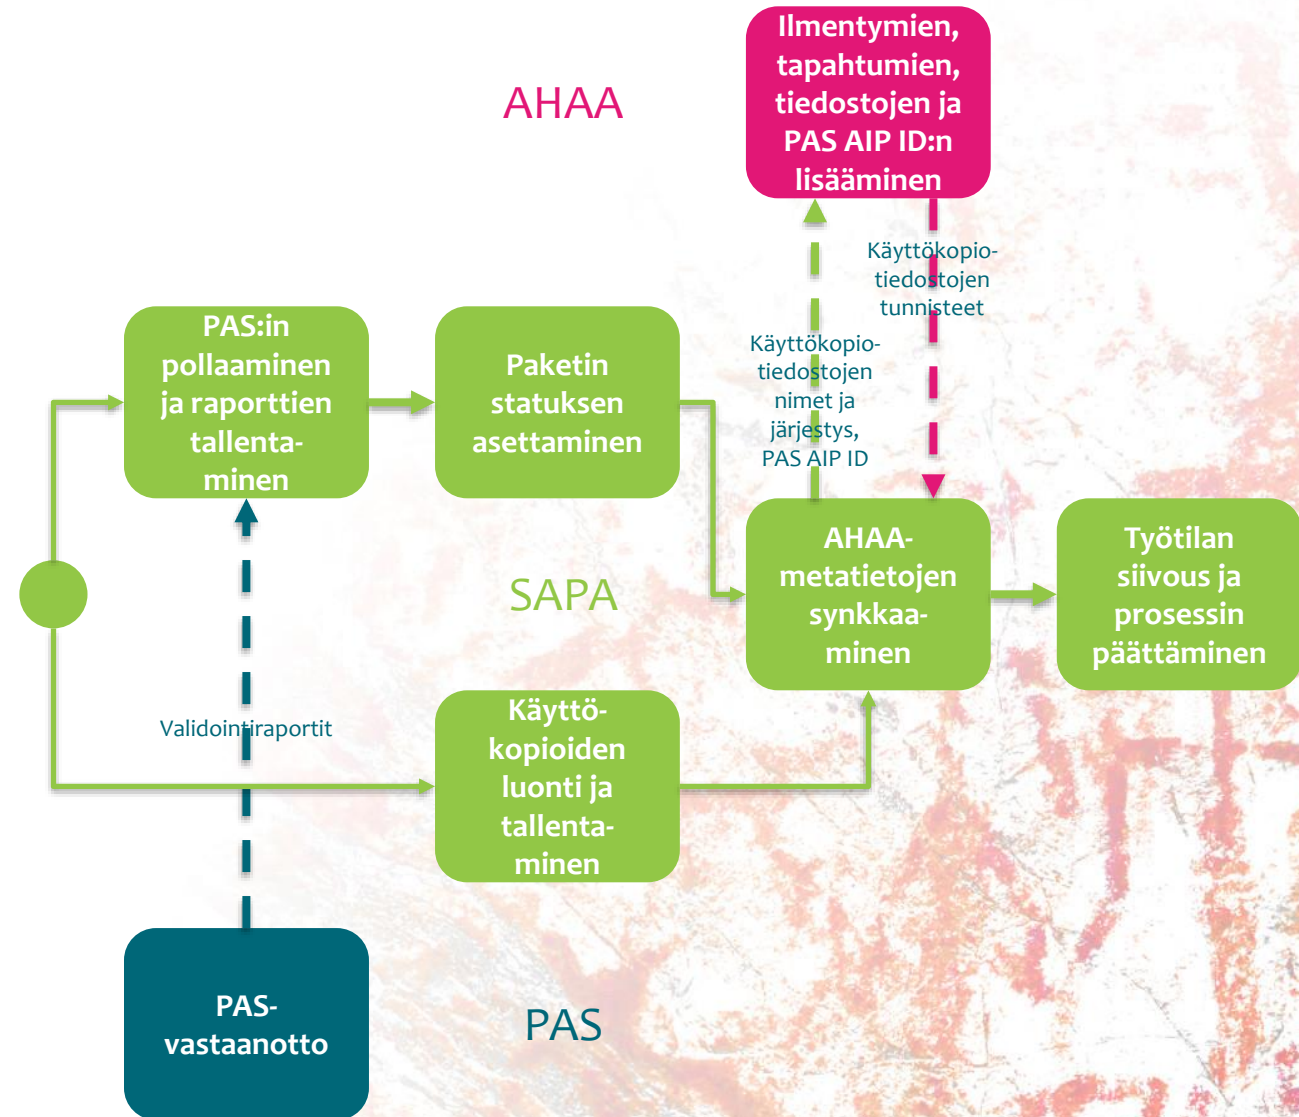 Ilmentymien,
tapahtumien,
tiedostojen ja
PAS AIP ID:n
lisääminen
AHAA
Käyttökopio-
tiedostojen
tunnisteet
Käyttökopio-
tiedostojen
nimet ja
järjestys,
PAS AIP ID
PAS:in
pollaaminen
ja raporttien
tallenta-
minen
Paketin
statuksen
asettaminen
AHAA-
metatietojen
synkkaa-
minen
Työtilan
siivous ja
prosessin
päättäminen
SAPA
Validointiraportit
Käyttö-
kopioiden
luonti ja
tallenta-
minen
PAS-
vastaanotto
PAS